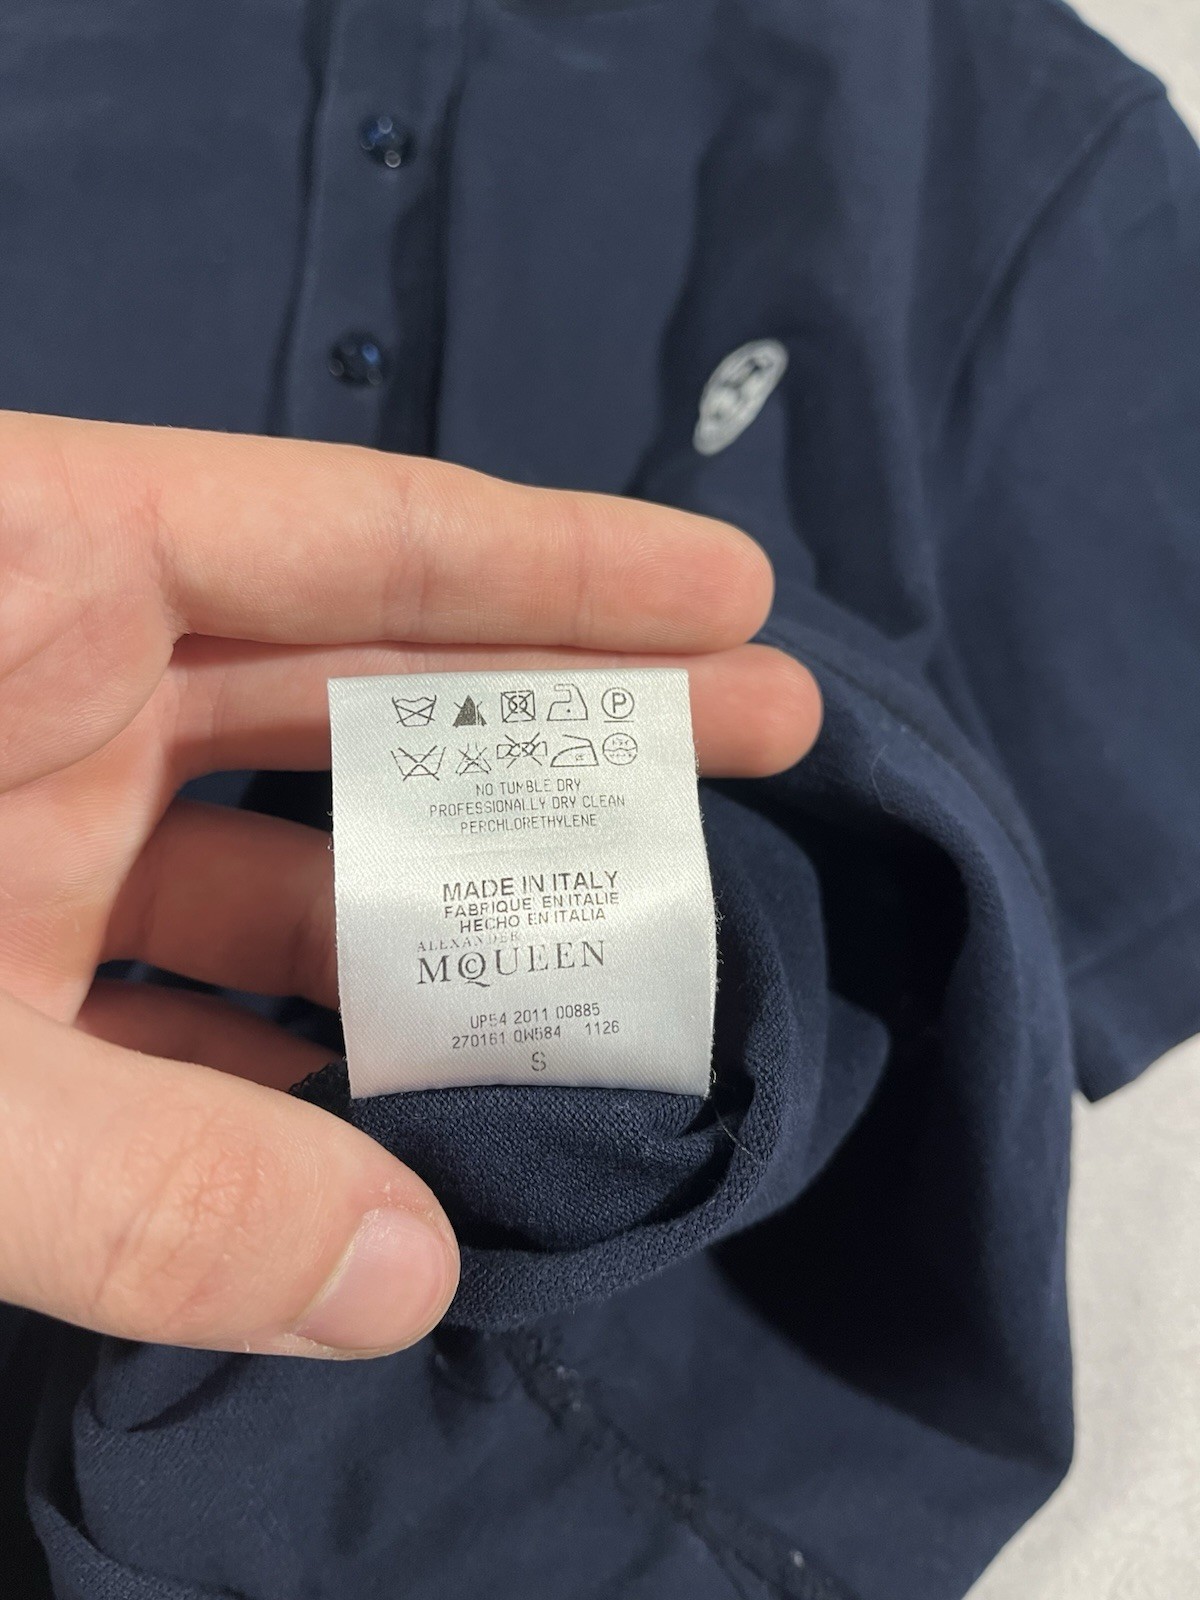 P
NO TUMBLE DRY
PROFESSIONALLY DRY CLEAN
PERCHLORETHYLENE
MADE IN ITALY
FABRIQUE EN ITALIE
HECHO EN ITALIA
ALEXANDER
MCQUEEN
UP54 2011 00885
270161 QW584 1126
S